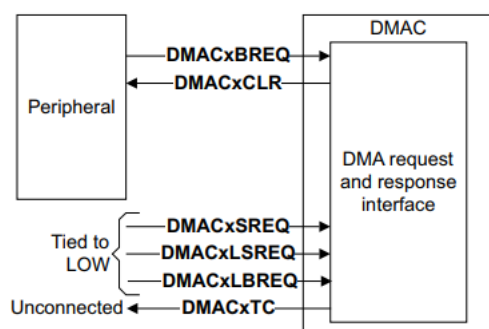 DMAC
DMACxBREQ
DMACxCLR
Peripheral
DMA request
and response
interface
DMACxSREQ
Tied to
LOW
DMACxLSREQ
DMACxLBREQ
Unconnected
DMACxTC